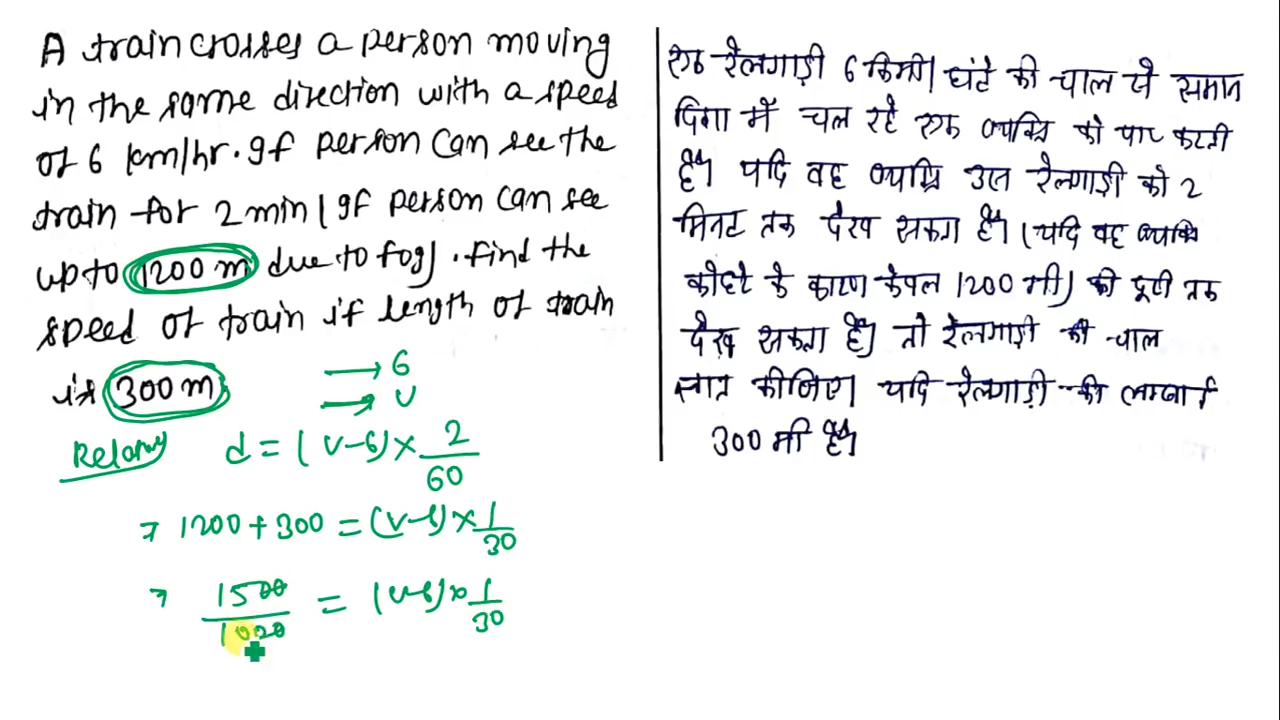 A train crosses a person moving
in the same direction with a speed
of 6 km/hr. If person can see the
train for 2 min (If person can see
up to 1200 m due to fog). find the
speed of train if length of train
is 300 m
→ 6
→ v
Relative d = (v-6) × 2/60
⇒ 1200 + 300 = (v-6) × 1/30
⇒ 1500/1000 = (v-6) × 1/30
एक रेलगाड़ी 6 किमी/घंटे की चाल से समान
दिशा में चल रहे एक व्यक्ति को पार करती
है। यदि वह व्यक्ति उस रेलगाड़ी को 2
मिनट तक देख सकता है। (यदि वह व्यक्ति
कोहरे के कारण केवल 1200 मी) की दूरी तक
देख सकता है) तो रेलगाड़ी की चाल
ज्ञात कीजिए। यदि रेलगाड़ी की लम्बाई
300 मी है।